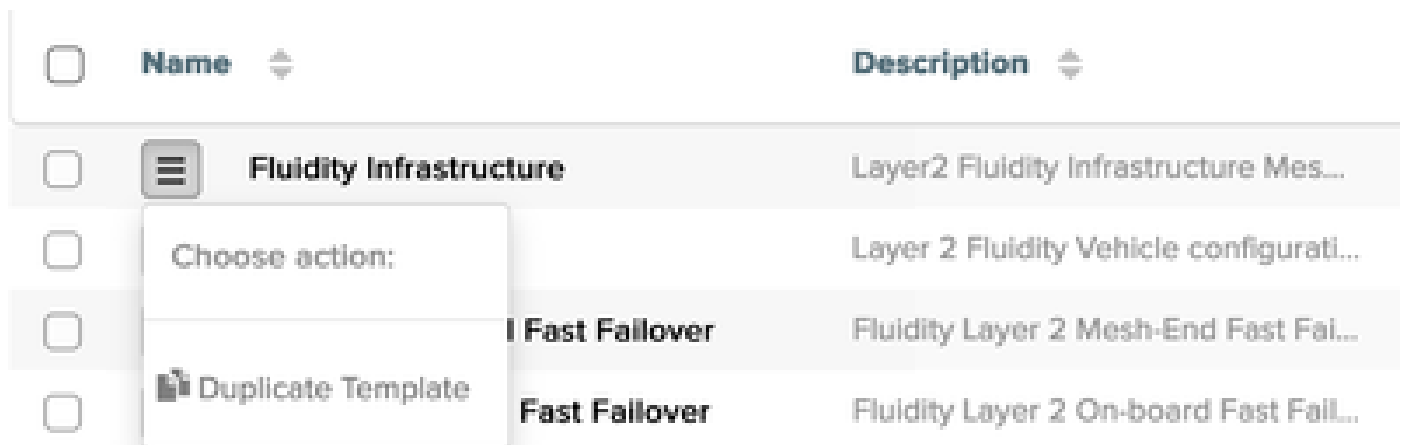 Name Description
Fluidity Infrastructure Layer2 Fluidity Infrastructure Mes...
Choose action:
Layer 2 Fluidity Vehicle configurati...
Fast Failover Fluidity Layer 2 Mesh-End Fast Fai...
Duplicate Template
Fast Failover Fluidity Layer 2 On-board Fast Fail...